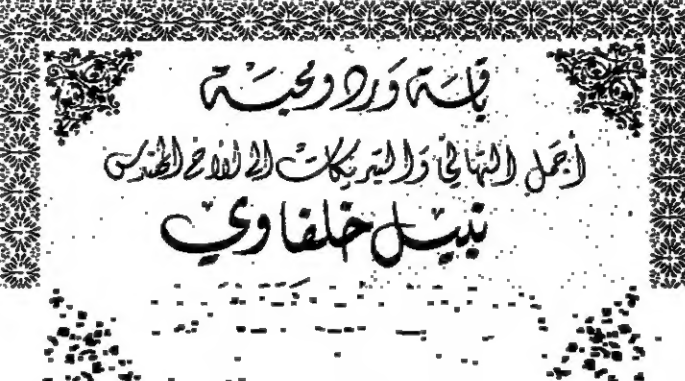 باقة ورد ومحبة
أجمل التهاني والتبريكات إلى الأخ المهندس
نبيل خلفاوي